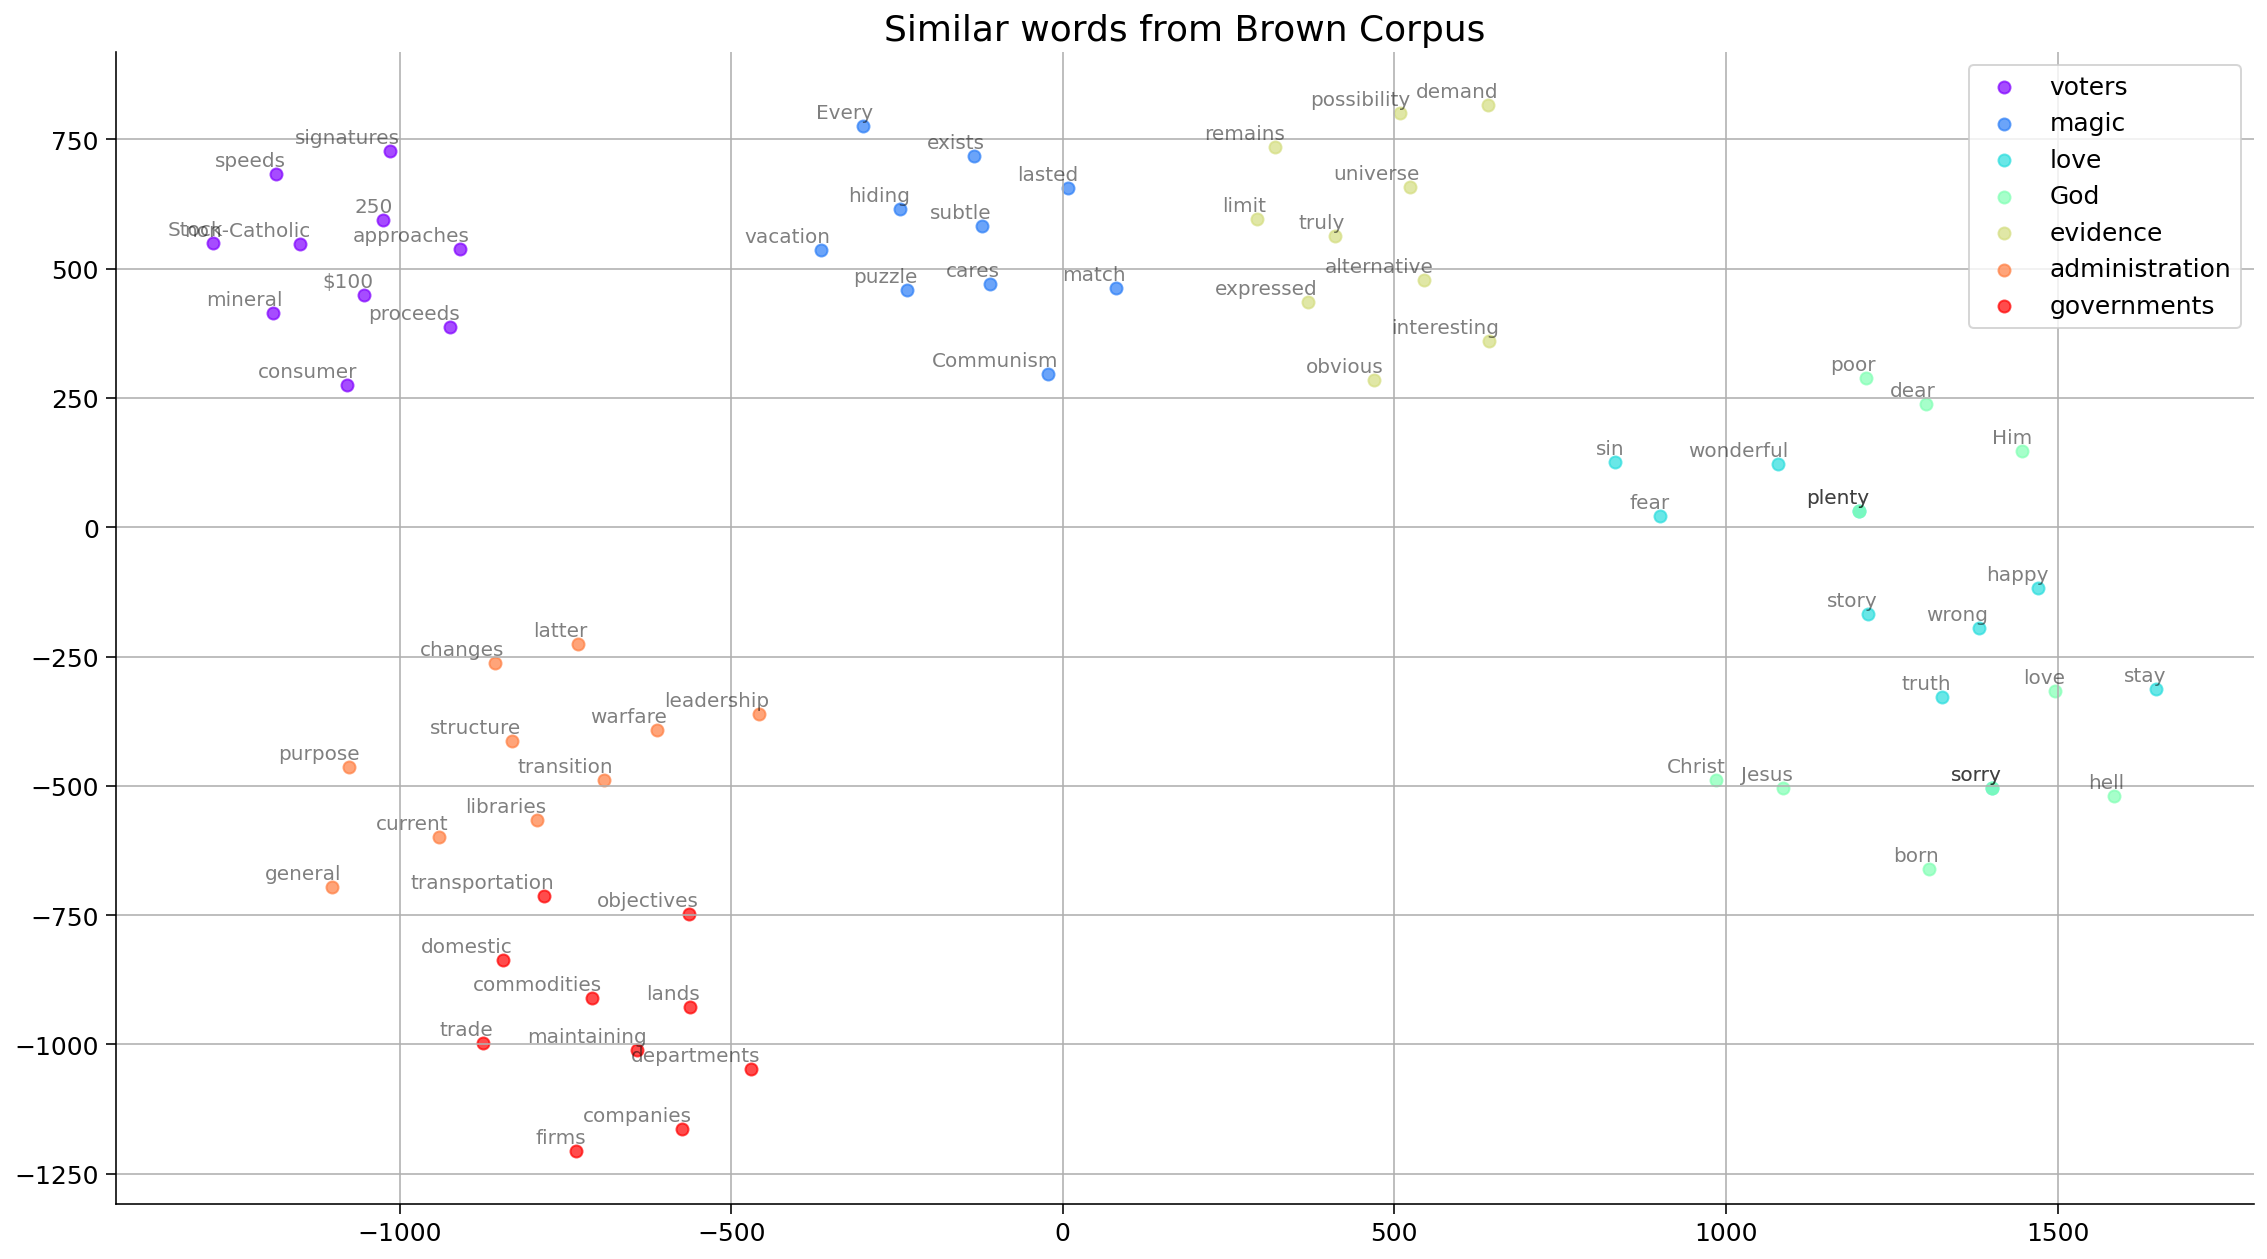 Similar words from Brown Corpus
voters
magic
love
God
evidence
administration
governments
demand
possibility
Every
remains
signatures
exists
speeds
lasted
universe
hiding
250
limit
subtle
truly
Stock
non-Catholic
approaches
vacation
$100
puzzle
cares
match
alternative
mineral
expressed
proceeds
interesting
consumer
Communism
obvious
poor
dear
Him
sin
wonderful
plenty
fear
happy
story
wrong
latter
changes
truth
love
stay
leadership
warfare
structure
purpose
transition
Christ
Jesus
sorry
hell
libraries
current
born
general
transportation
objectives
domestic
commodities
lands
trade
maintaining
departments
companies
firms
750
500
250
0
−250
−500
−750
−1000
−1250
−1000
−500
0
500
1000
1500